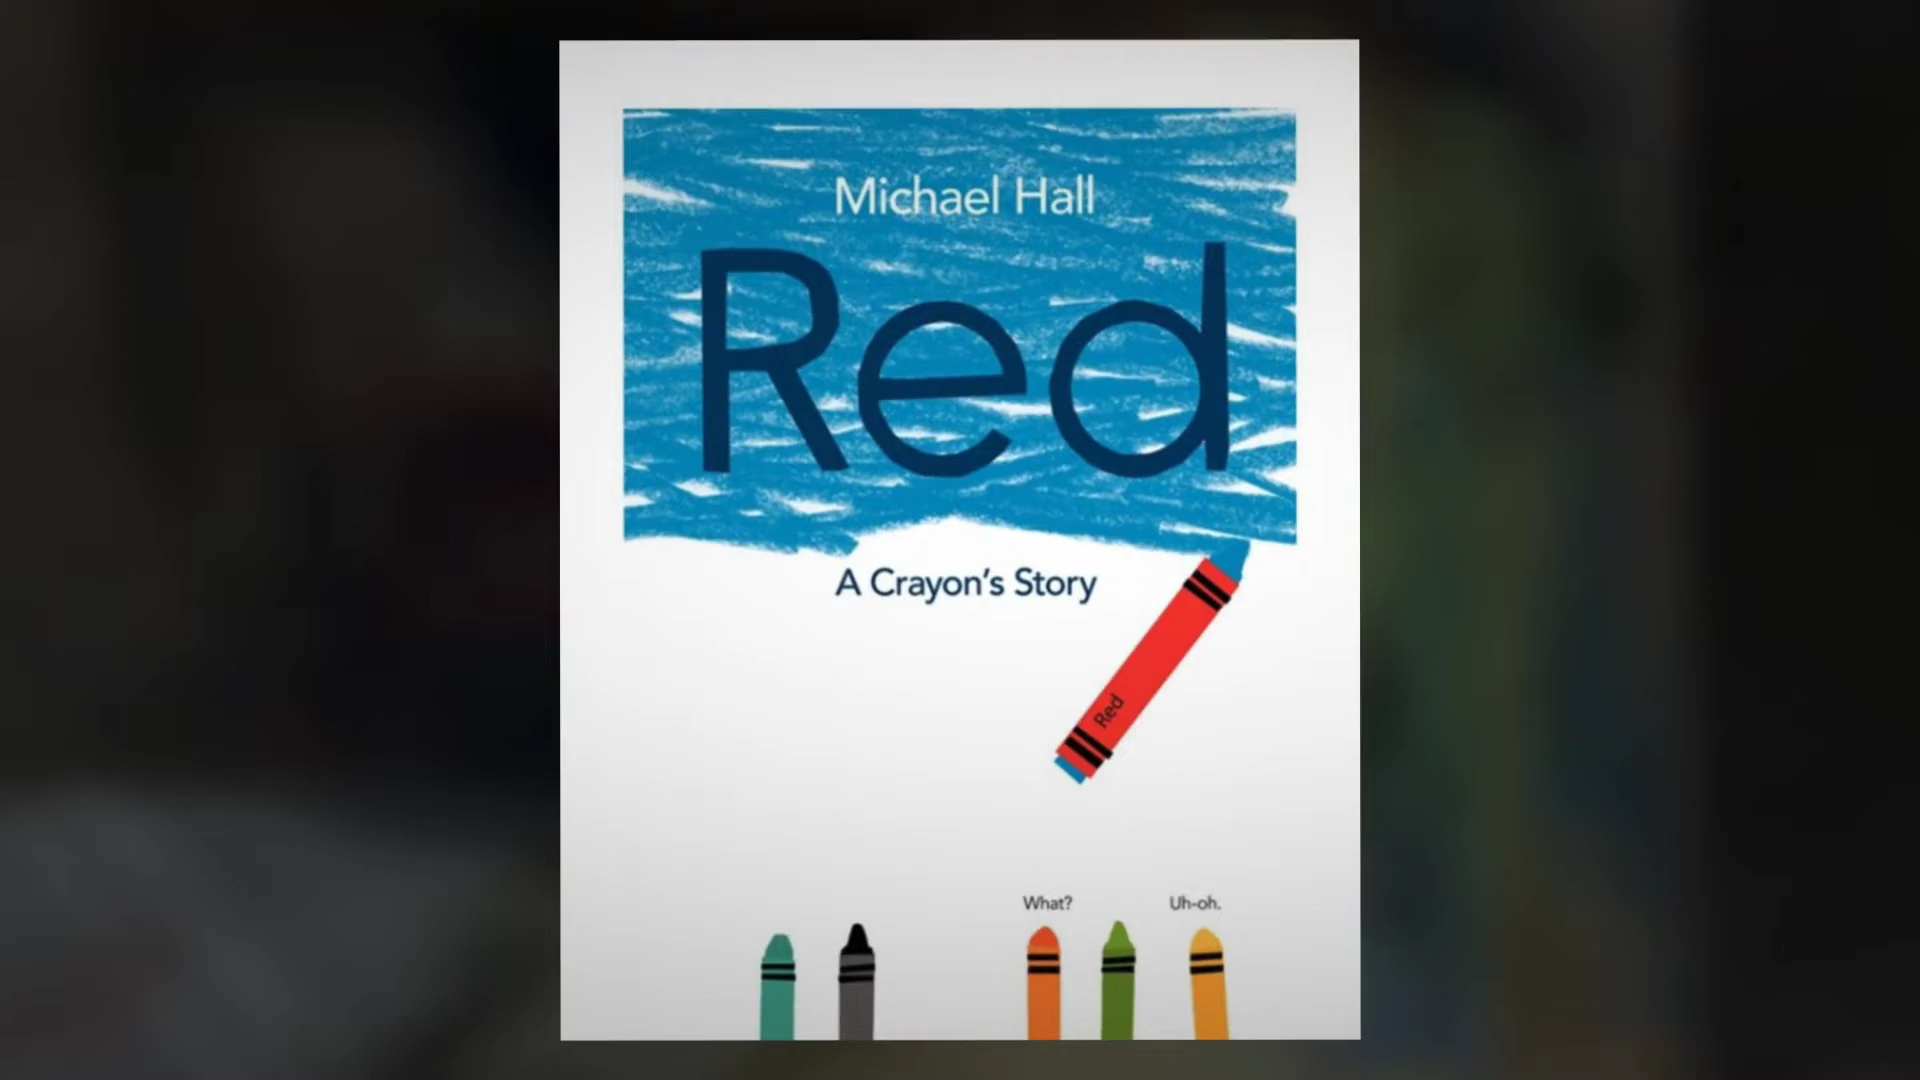 Michael Hall
Red
A Crayon's Story
Red
What?
Uh-oh.